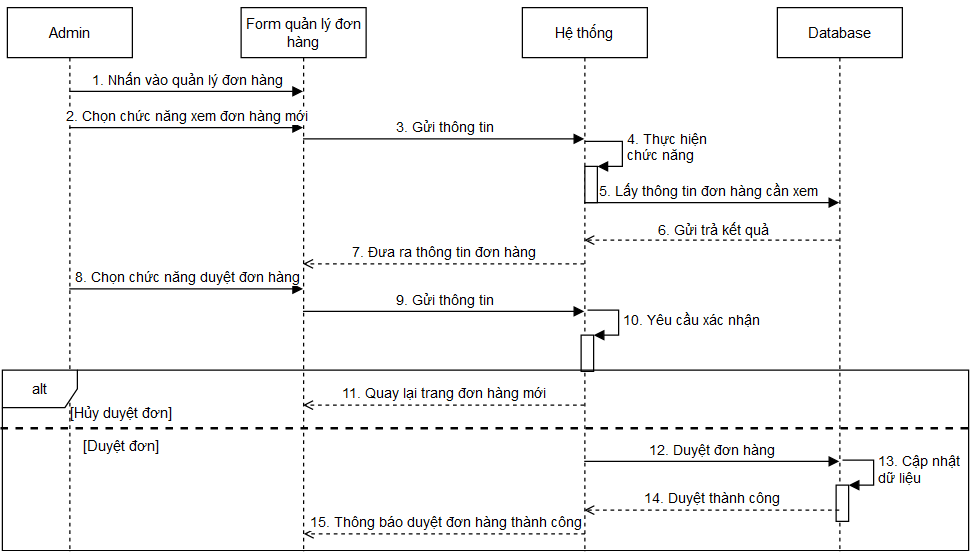 Admin
Form quản lý đơn
hàng
Hệ thống
Database
1. Nhấn vào quản lý đơn hàng
2. Chọn chức năng xem đơn hàng mới
3. Gửi thông tin
4. Thực hiện
chức năng
5. Lấy thông tin đơn hàng cần xem
6. Gửi trả kết quả
7. Đưa ra thông tin đơn hàng
8. Chọn chức năng duyệt đơn hàng
9. Gửi thông tin
10. Yêu cầu xác nhận
alt
11. Quay lại trang đơn hàng mới
[Hủy duyệt đơn]
[Duyệt đơn]
12. Duyệt đơn hàng
13. Cập nhật
dữ liệu
14. Duyệt thành công
15. Thông báo duyệt đơn hàng thành công